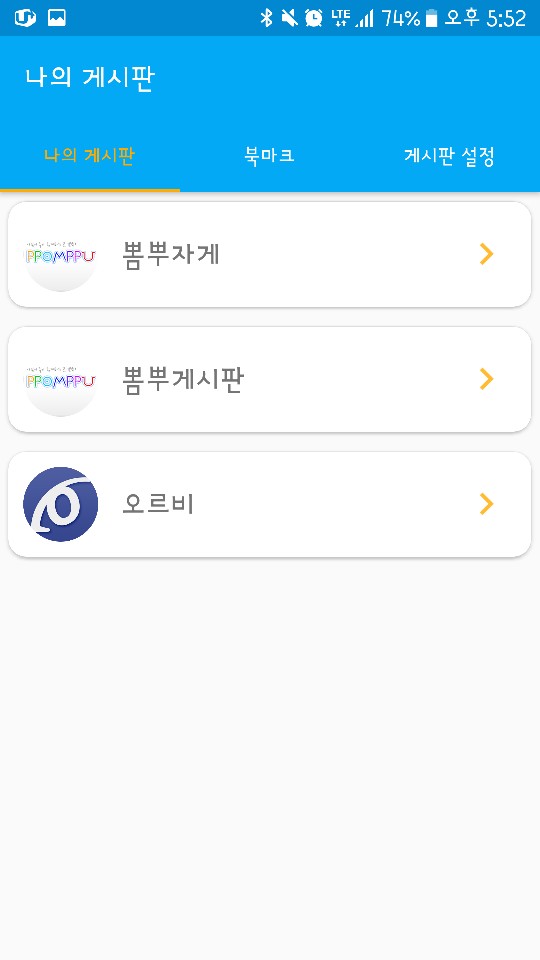 LTE 74% 오후 5:52
나의 게시판
나의 게시판 북마크 게시판 설정
PPOMPPU 뽐뿌자게
PPOMPPU 뽐뿌게시판
오르비